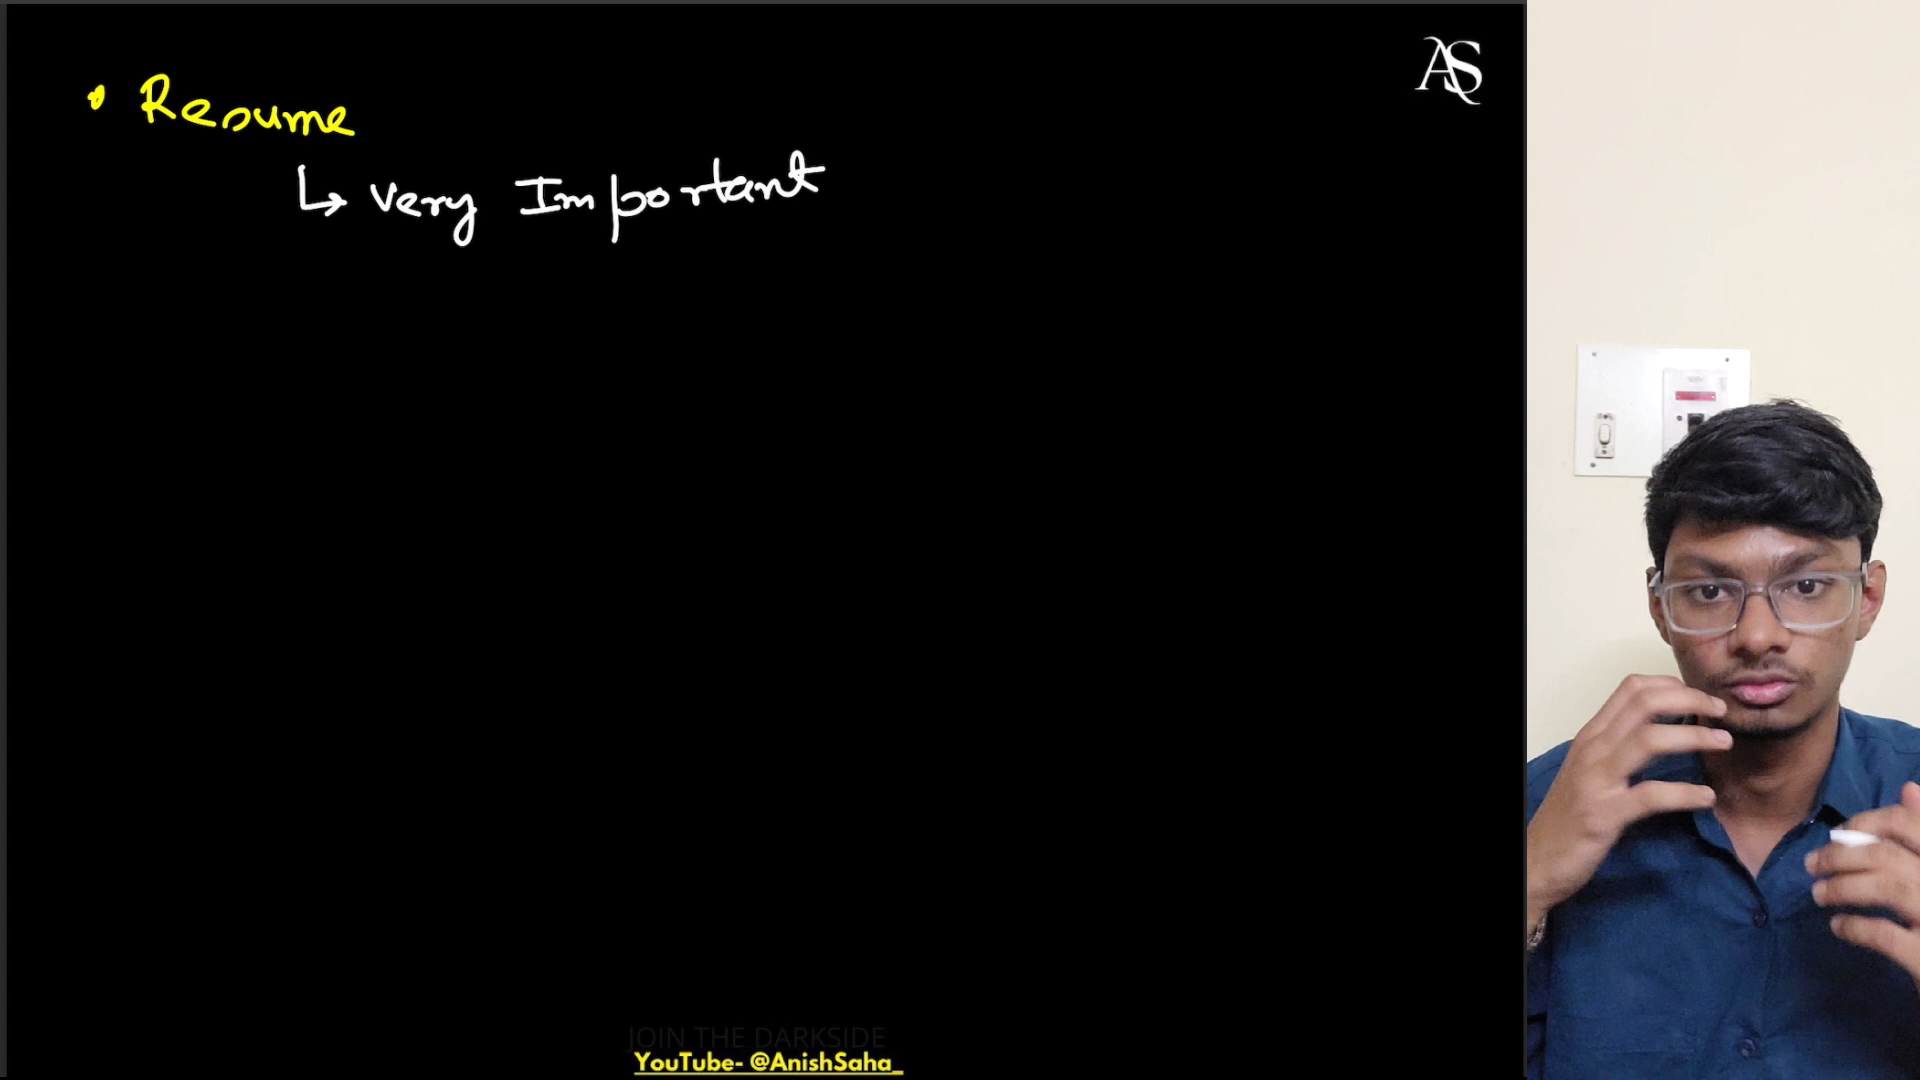 AS
• Resume
↳ very Important
JOIN THE DARKSIDE
YouTube- @AnishSaha_